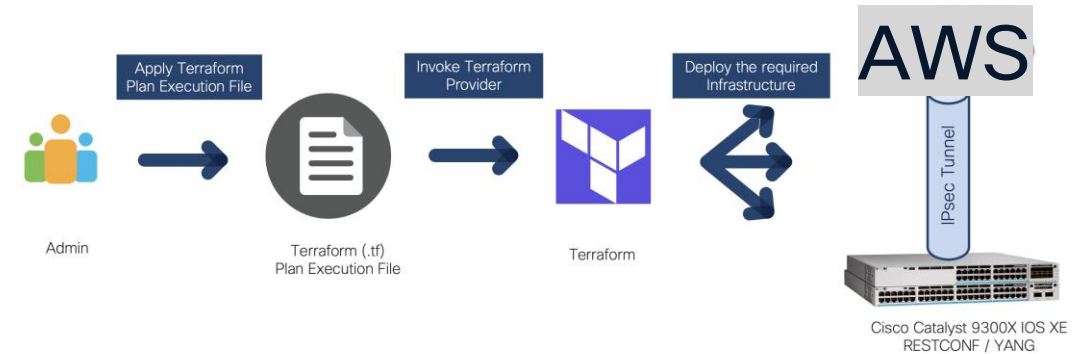 Apply Terraform
Plan Execution File
Invoke Terraform
Provider
Deploy the required
Infrastructure
AWS
IPsec Tunnel
Admin
Terraform (.tf)
Plan Execution File
Terraform
Cisco Catalyst 9300X IOS XE
RESTCONF / YANG